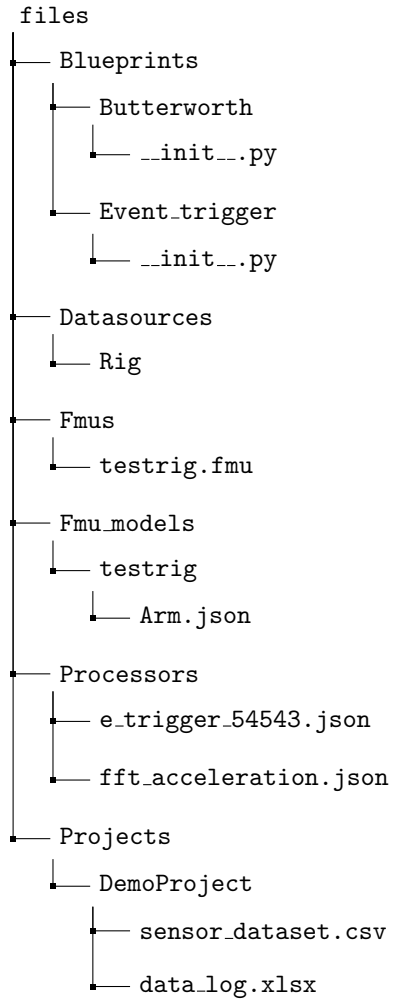 files
Blueprints
Butterworth
__init__.py
Event_trigger
__init__.py
Datasources
Rig
Fmus
testrig.fmu
Fmu_models
testrig
Arm.json
Processors
e_trigger_54543.json
fft_acceleration.json
Projects
DemoProject
sensor_dataset.csv
data_log.xlsx